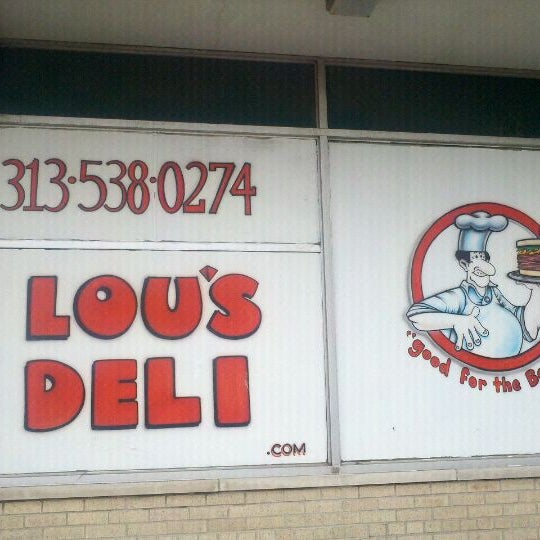 313·538·0274
LOU'S
DELI
.COM
"good for the